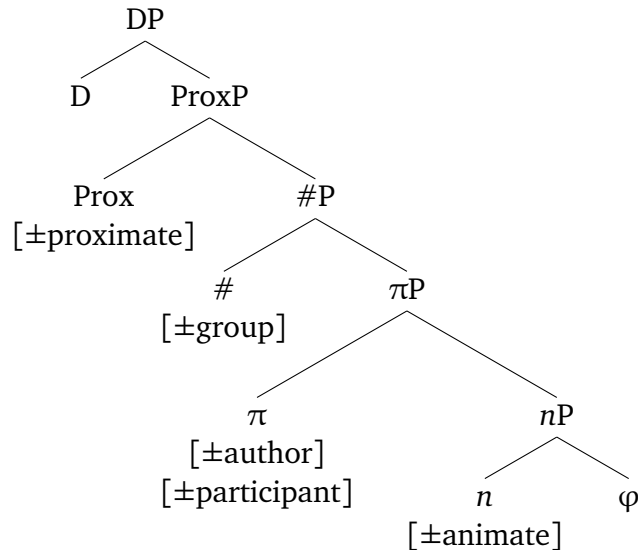 DP
D ProxP
Prox #P
[±proximate]
# πP
[±group]
π nP
[±author]
[±participant] n φ
[±animate]